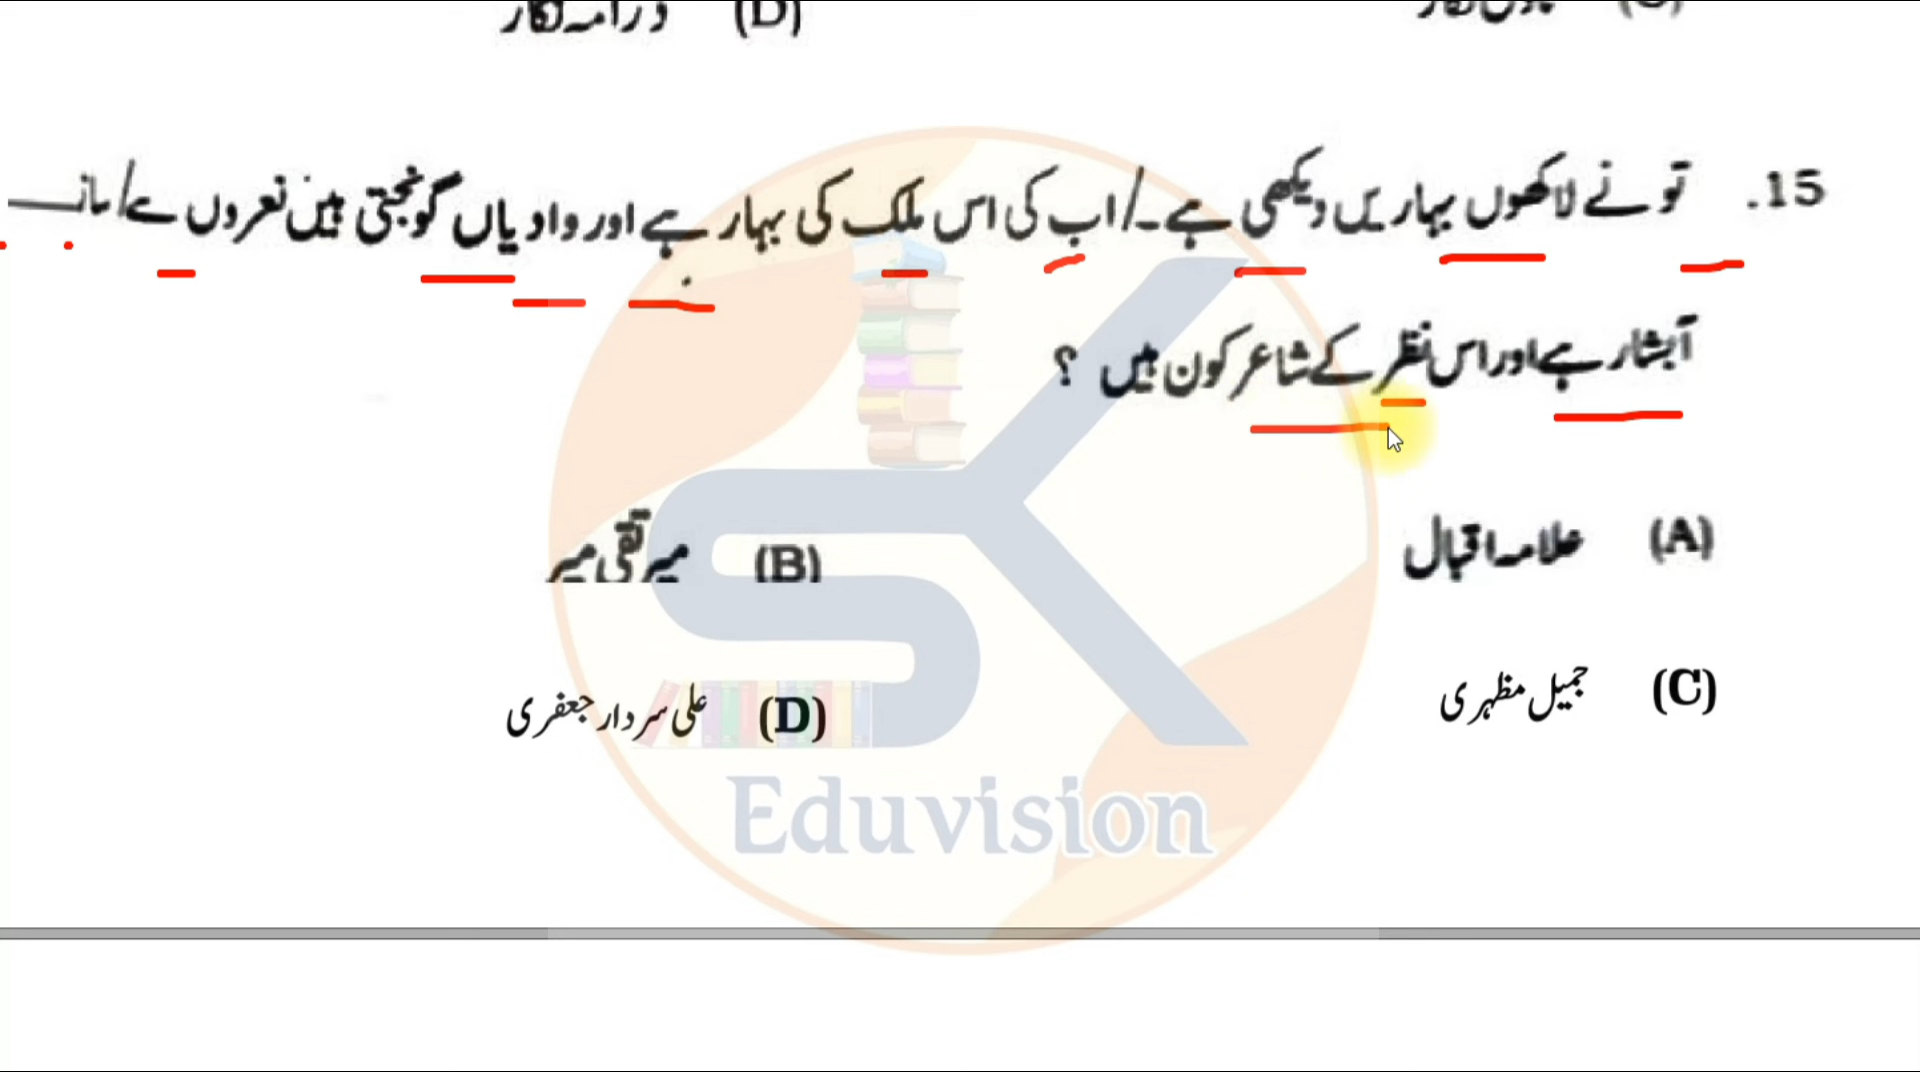 ڈرامہ نگار (D)
15. تو نے لاکھوں بہاریں دیکھی ہے۔/اب کی اس ملک کی بہار ہے اور وادیاں گونجتی ہیں نعروں سے/
آبشار ہے اور اس نظر کے شاعر کون ہیں ؟
(A) علامہ اقبال (B) میر تقی میر
(C) جمیل مظہری (D) علی سردار جعفری
SK
Eduvision